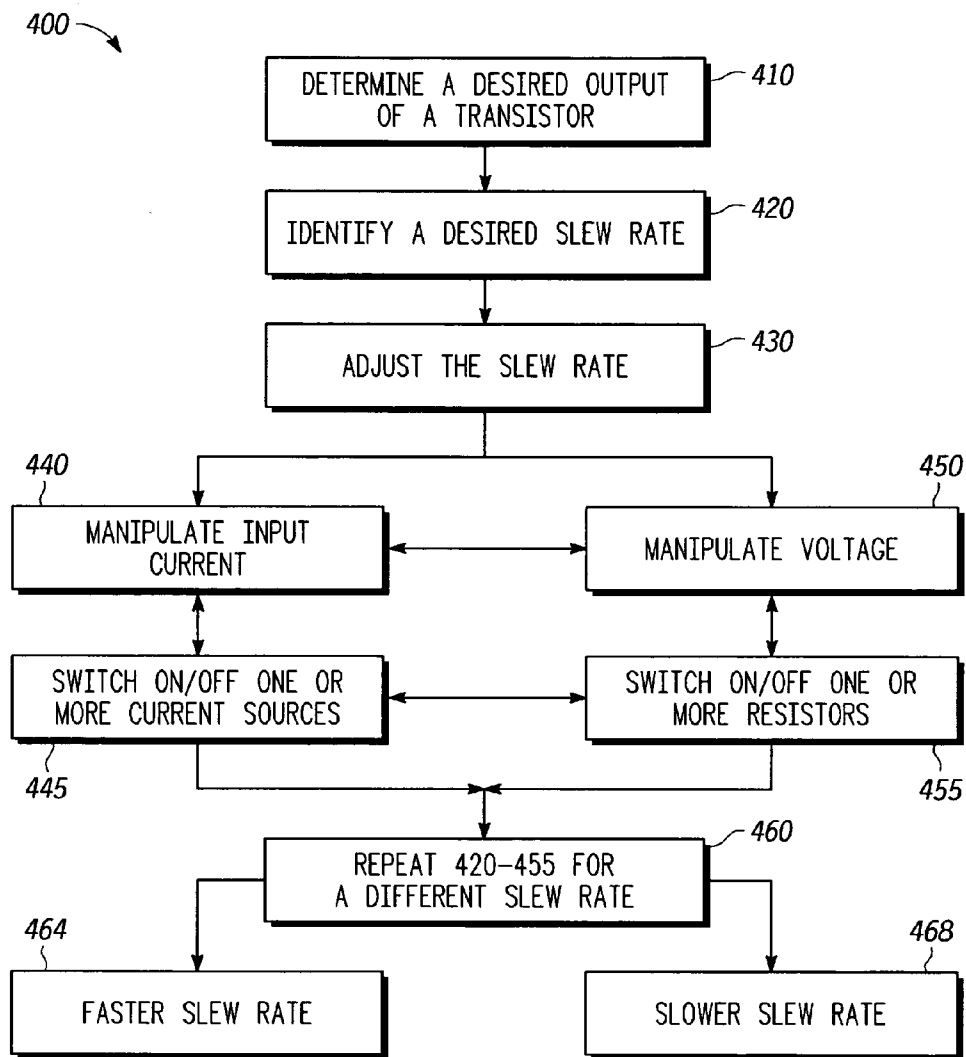 400
DETERMINE A DESIRED OUTPUT
OF A TRANSISTOR
410
IDENTIFY A DESIRED SLEW RATE
420
ADJUST THE SLEW RATE
430
440
MANIPULATE INPUT
CURRENT
450
MANIPULATE VOLTAGE
SWITCH ON/OFF ONE OR
MORE CURRENT SOURCES
445
SWITCH ON/OFF ONE OR
MORE RESISTORS
455
REPEAT 420-455 FOR
A DIFFERENT SLEW RATE
460
464
FASTER SLEW RATE
468
SLOWER SLEW RATE